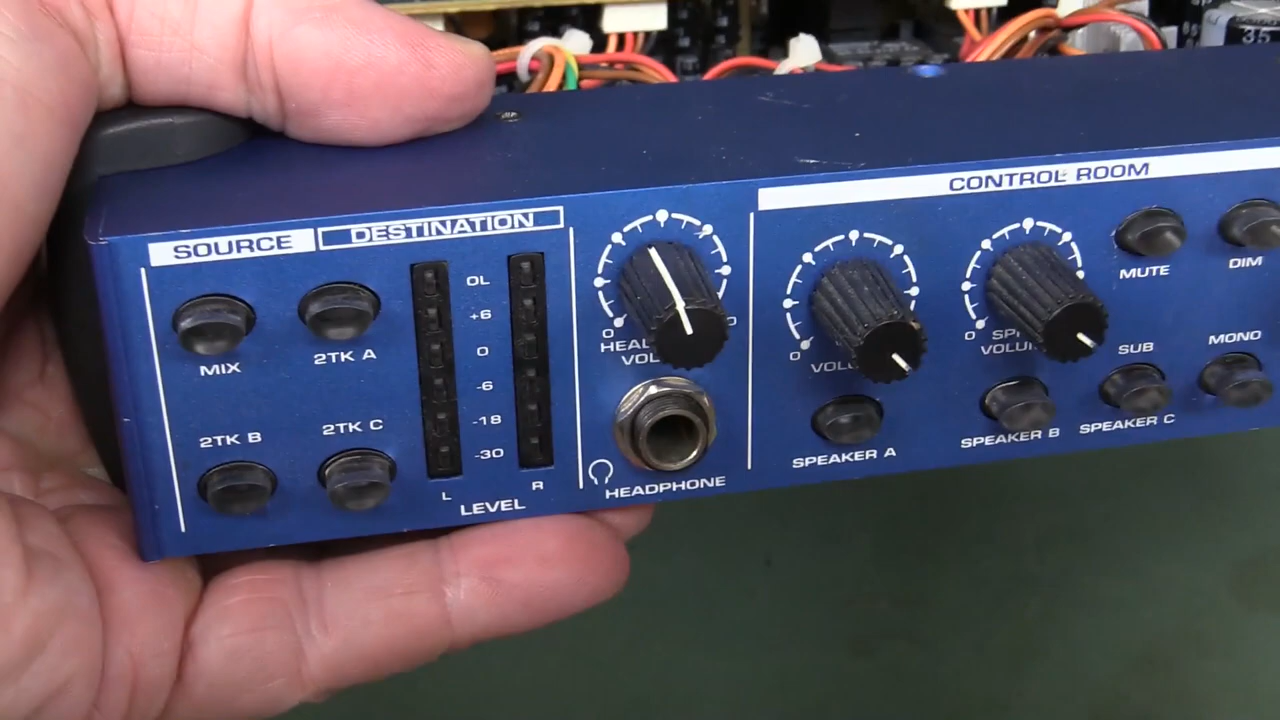 SOURCE
DESTINATION
MIX
2TK A
2TK B
2TK C
OL
+6
0
-6
-18
-30
L
R
LEVEL
0
0
HEADPHONE
CONTROL ROOM
0
0
MUTE
DIM
SPEAKER A
SPEAKER B
SUB
SPEAKER C
MONO
35